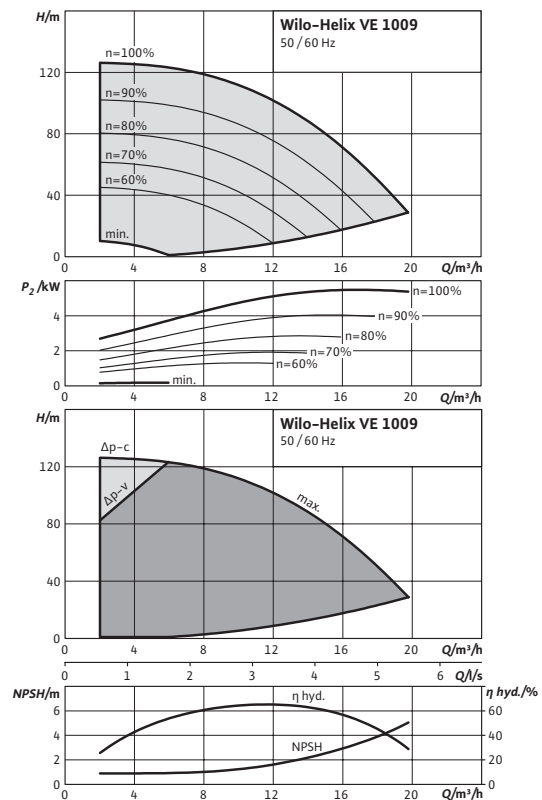 H/m
Wilo-Helix VE 1009
50 / 60 Hz
n=100%
120
n=90%
80
n=80%
n=70%
40
n=60%
min.
0
0 4 8 12 16 20 Q/m³/h
P₂ /kW
n=100%
4
n=90%
n=80%
2
n=70%
n=60%
min.
0
0 4 8 12 16 20 Q/m³/h
H/m
Wilo-Helix VE 1009
50 / 60 Hz
Δp-c
120
Δp-v
max.
80
40
0
0 4 8 12 16 20 Q/m³/h
0 1 2 3 4 5 6 Q/l/s
NPSH/m
η hyd./%
η hyd.
6 60
4 40
NPSH
2 20
0 0
0 4 8 12 16 20 Q/m³/h